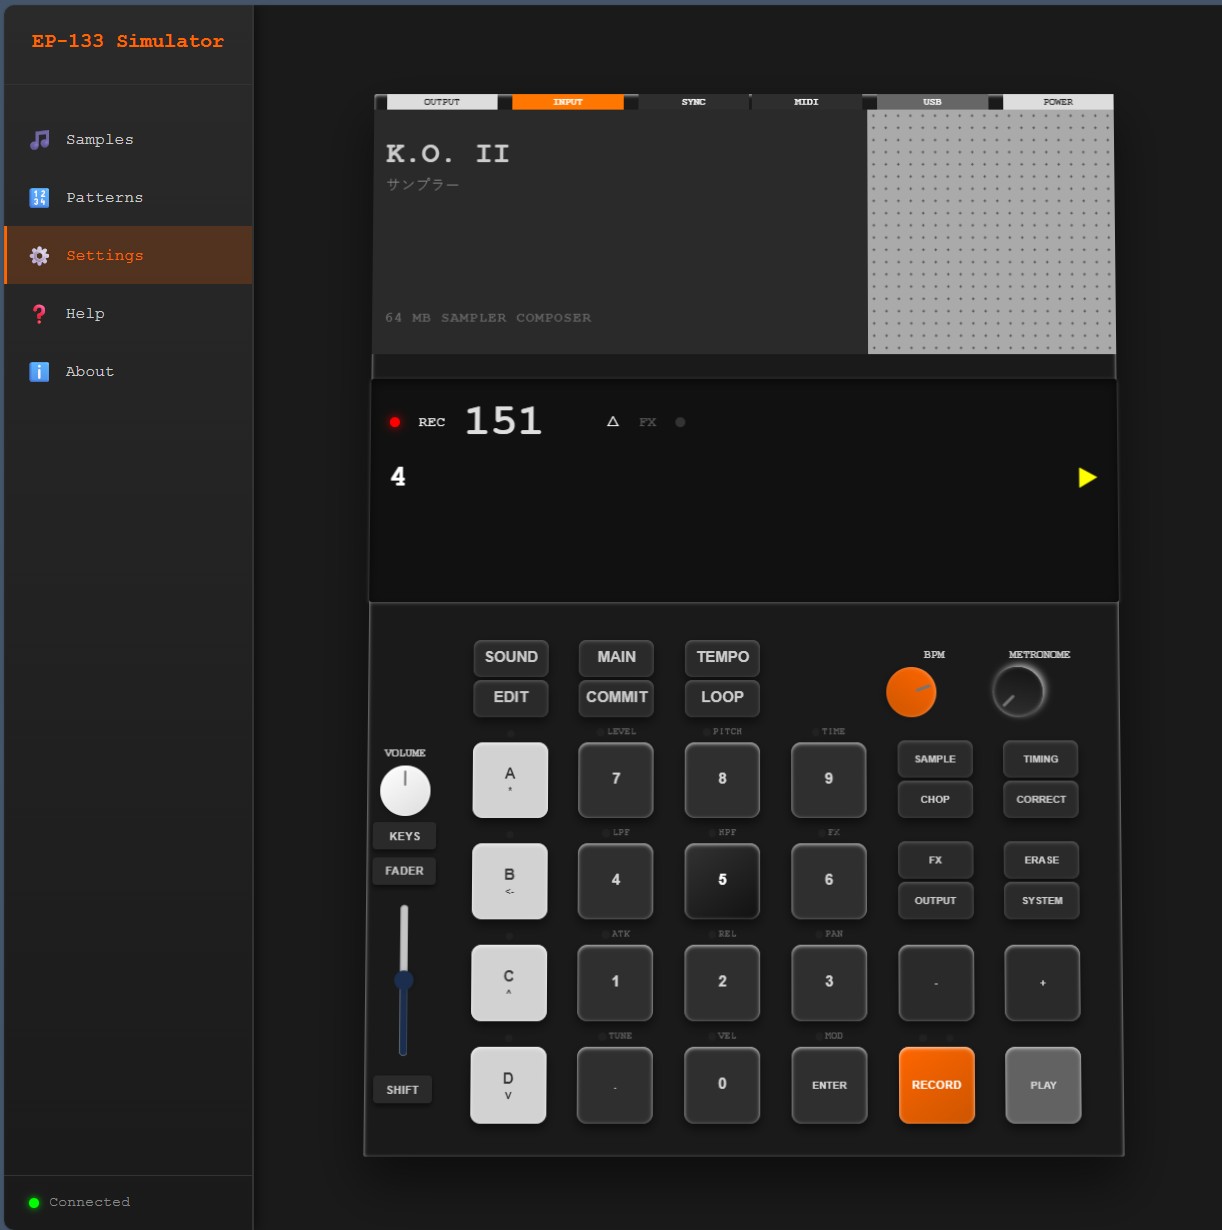 EP-133 Simulator
Samples
Patterns
Settings
Help
About
Connected
OUTPUT INPUT SYNC MIDI USB POWER
K.O. II
サンプラー
64 MB SAMPLER COMPOSER
REC 151 △ FX
4
SOUND MAIN TEMPO
BPM METRONOME
EDIT COMMIT LOOP
LEVEL PITCH TIME
VOLUME
A 7 8 9
*
SAMPLE TIMING
CHOP CORRECT
KEYS
LPF HPF FX
FADER
B 4 5 6
<-
FX ERASE
OUTPUT SYSTEM
ATK REL PAN
C 1 2 3 - +
^
TUNE VEL MOD
SHIFT
D . 0 ENTER RECORD PLAY
v